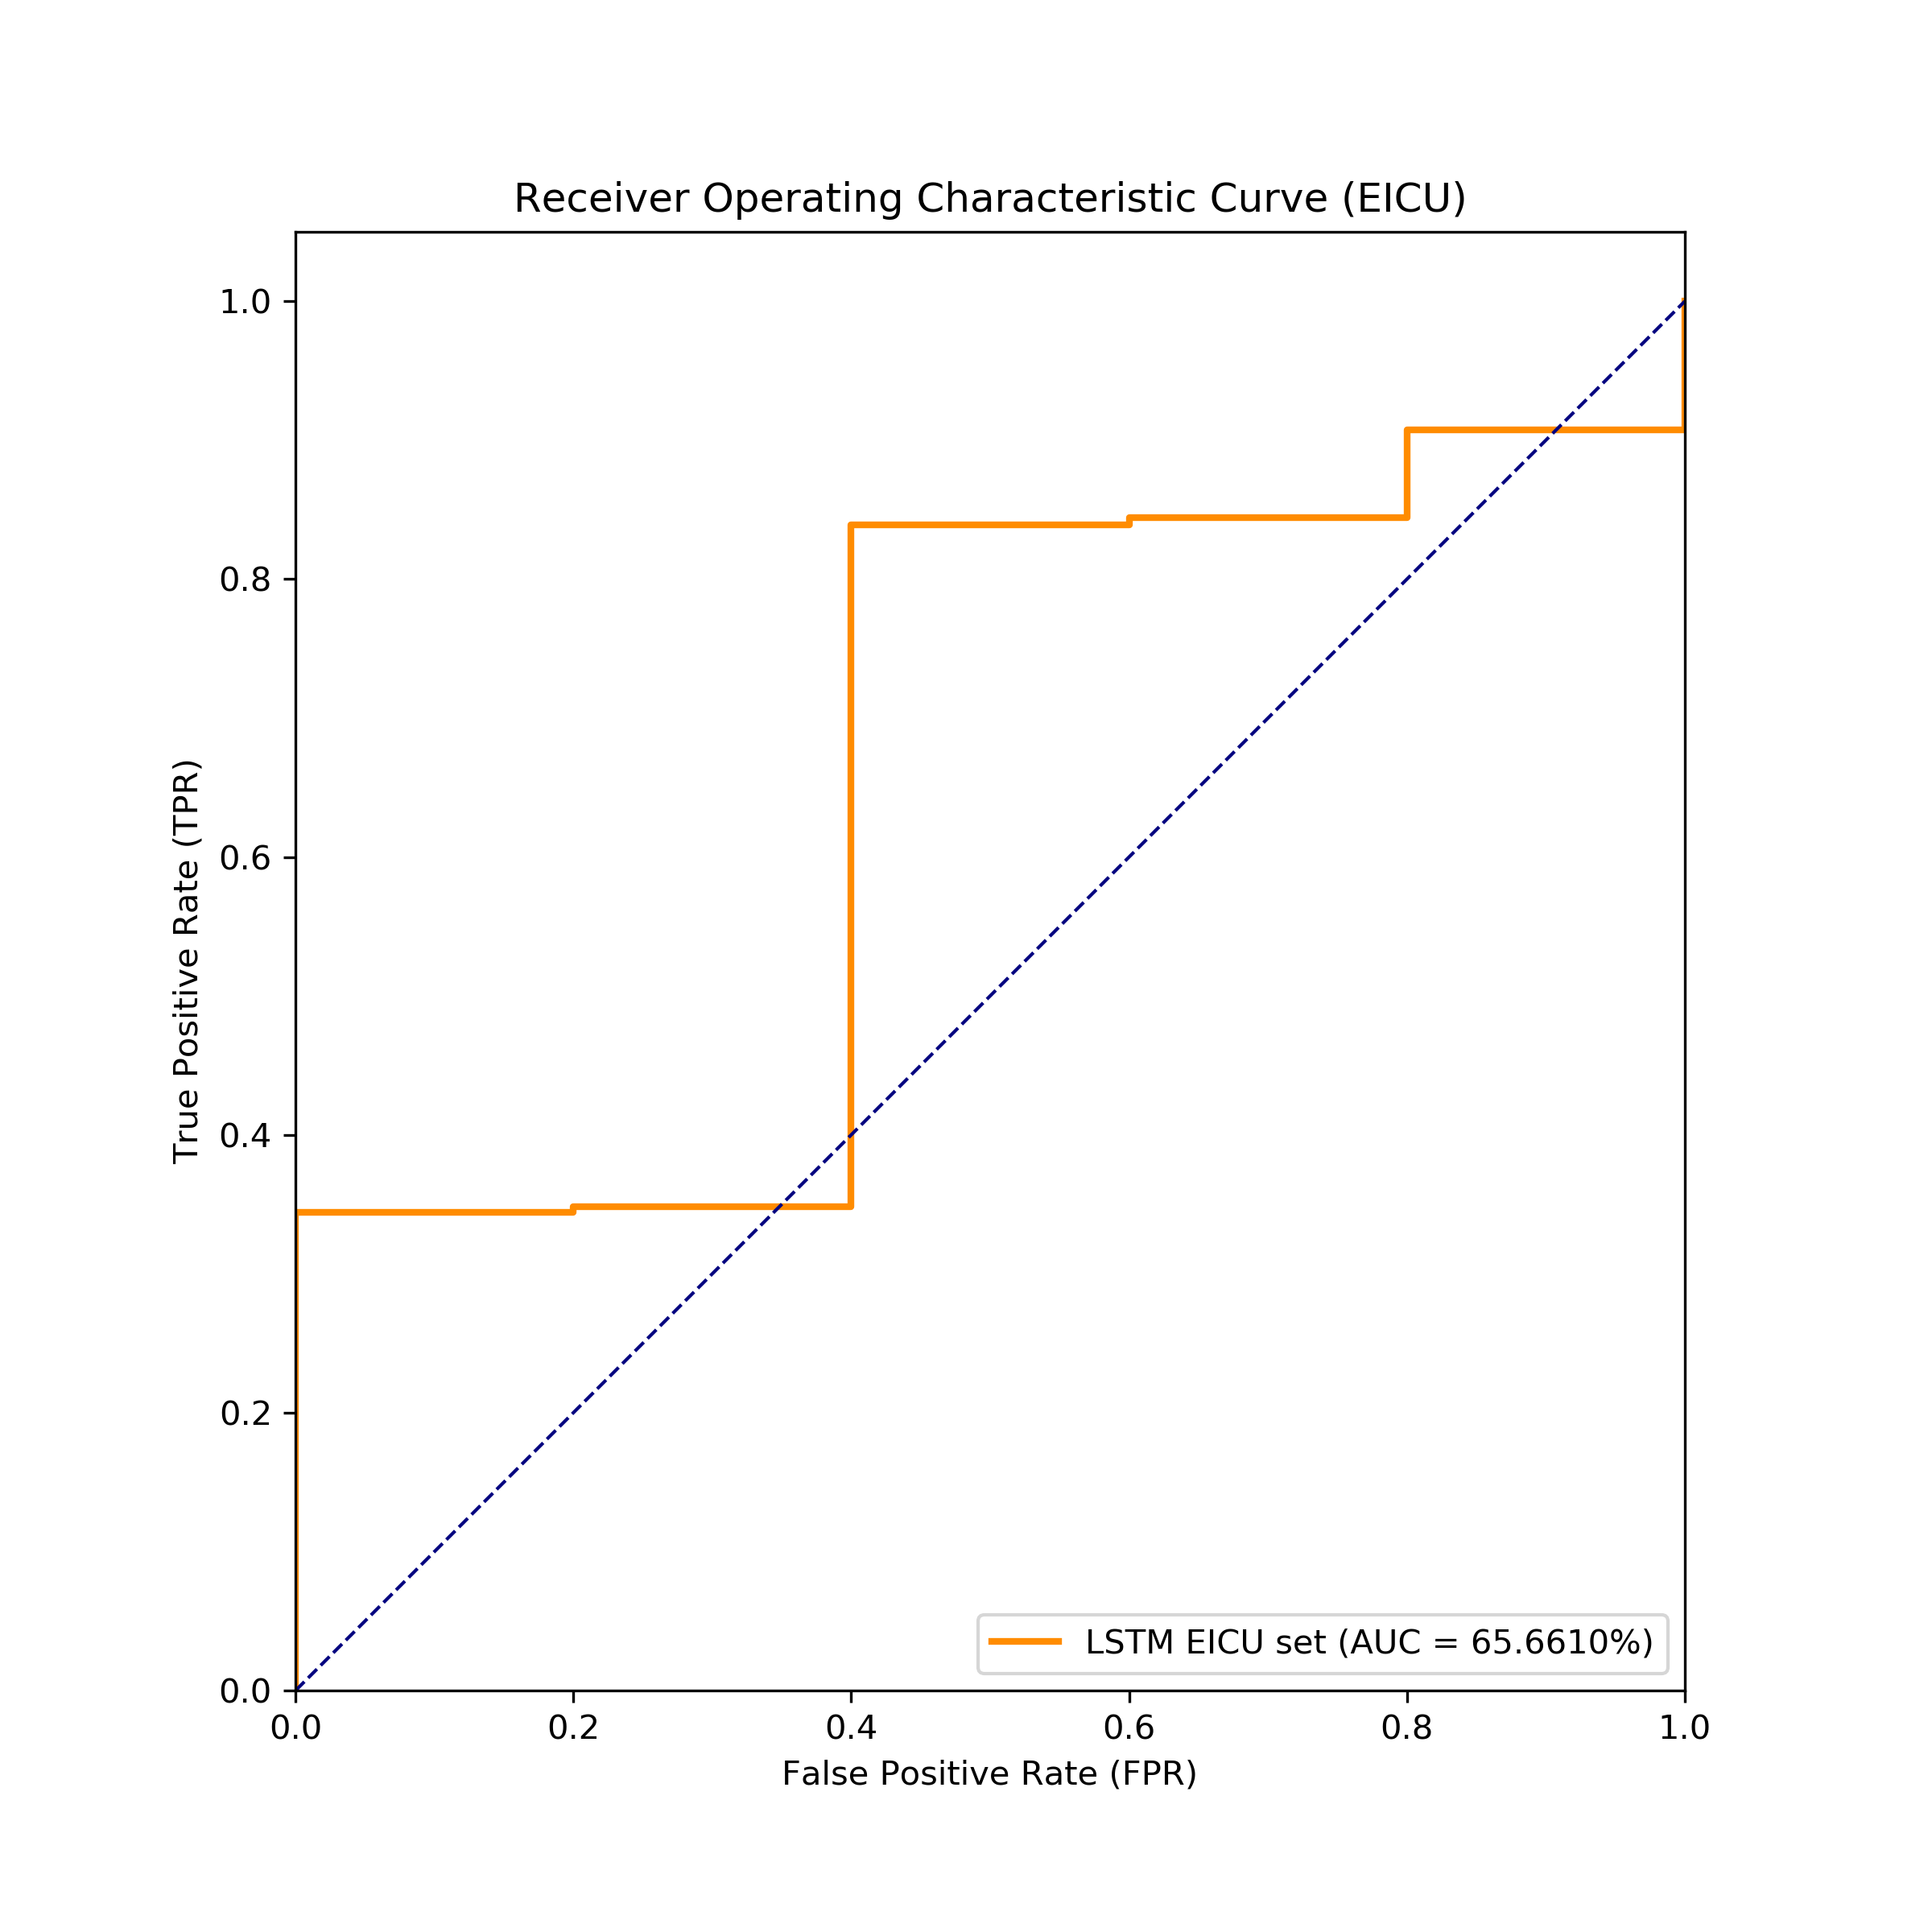 Receiver Operating Characteristic Curve (EICU)
1.0
0.8
0.6
0.4
0.2
0.0
True Positive Rate (TPR)
LSTM EICU set (AUC = 65.6610%)
0.0 0.2 0.4 0.6 0.8 1.0
False Positive Rate (FPR)